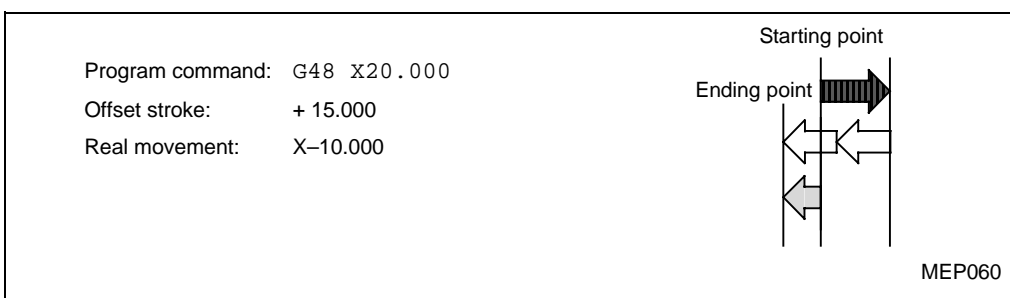 Starting point
Program command: G48 X20.000
Ending point
Offset stroke: + 15.000
Real movement: X–10.000
MEP060